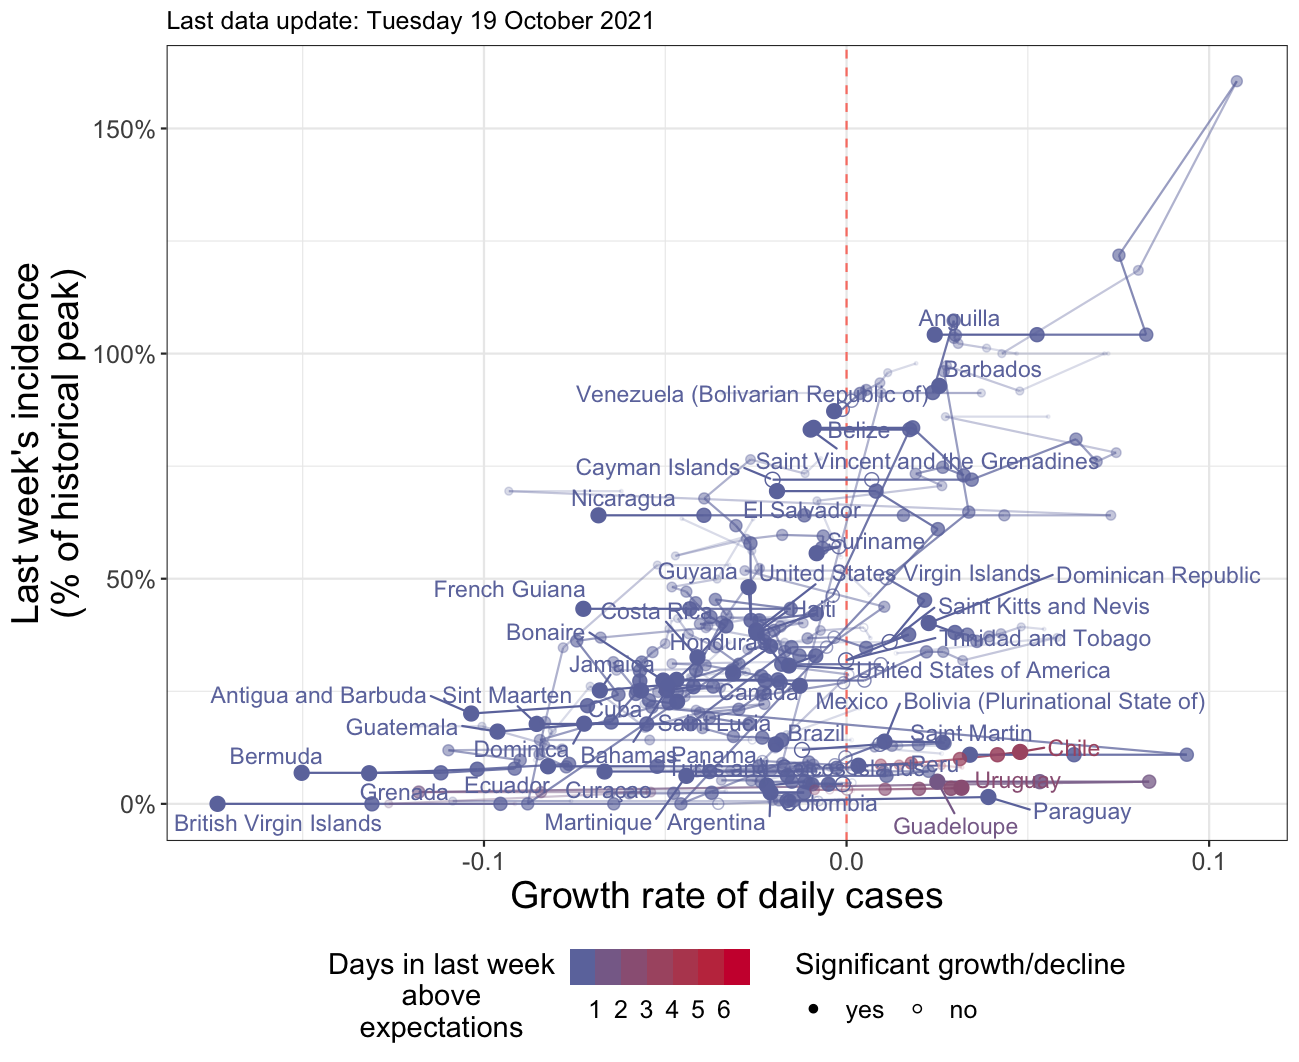 Last data update: Tuesday 19 October 2021
Last week's incidence
(% of historical peak)
150%
100%
50%
0%
Anguilla
Barbados
Venezuela (Bolivarian Republic of)
Belize
Saint Vincent and the Grenadines
Cayman Islands
Nicaragua
El Salvador
Suriname
Guyana
United States Virgin Islands
Dominican Republic
French Guiana
Costa Rica
Haiti
Saint Kitts and Nevis
Bonaire
Honduras
Trinidad and Tobago
Jamaica
United States of America
Antigua and Barbuda
Sint Maarten
Canada
Mexico
Bolivia (Plurinational State of)
Cuba
Guatemala
Saint Lucia
Brazil
Saint Martin
Dominica
Bahamas
Panama
Chile
Bermuda
Turks and Caicos Islands
Peru
Grenada
Ecuador
Curacao
Uruguay
Colombia
Paraguay
British Virgin Islands
Martinique
Argentina
Guadeloupe
-0.1
0.0
0.1
Growth rate of daily cases
Days in last week
above
expectations
1 2 3 4 5 6
Significant growth/decline
yes
no